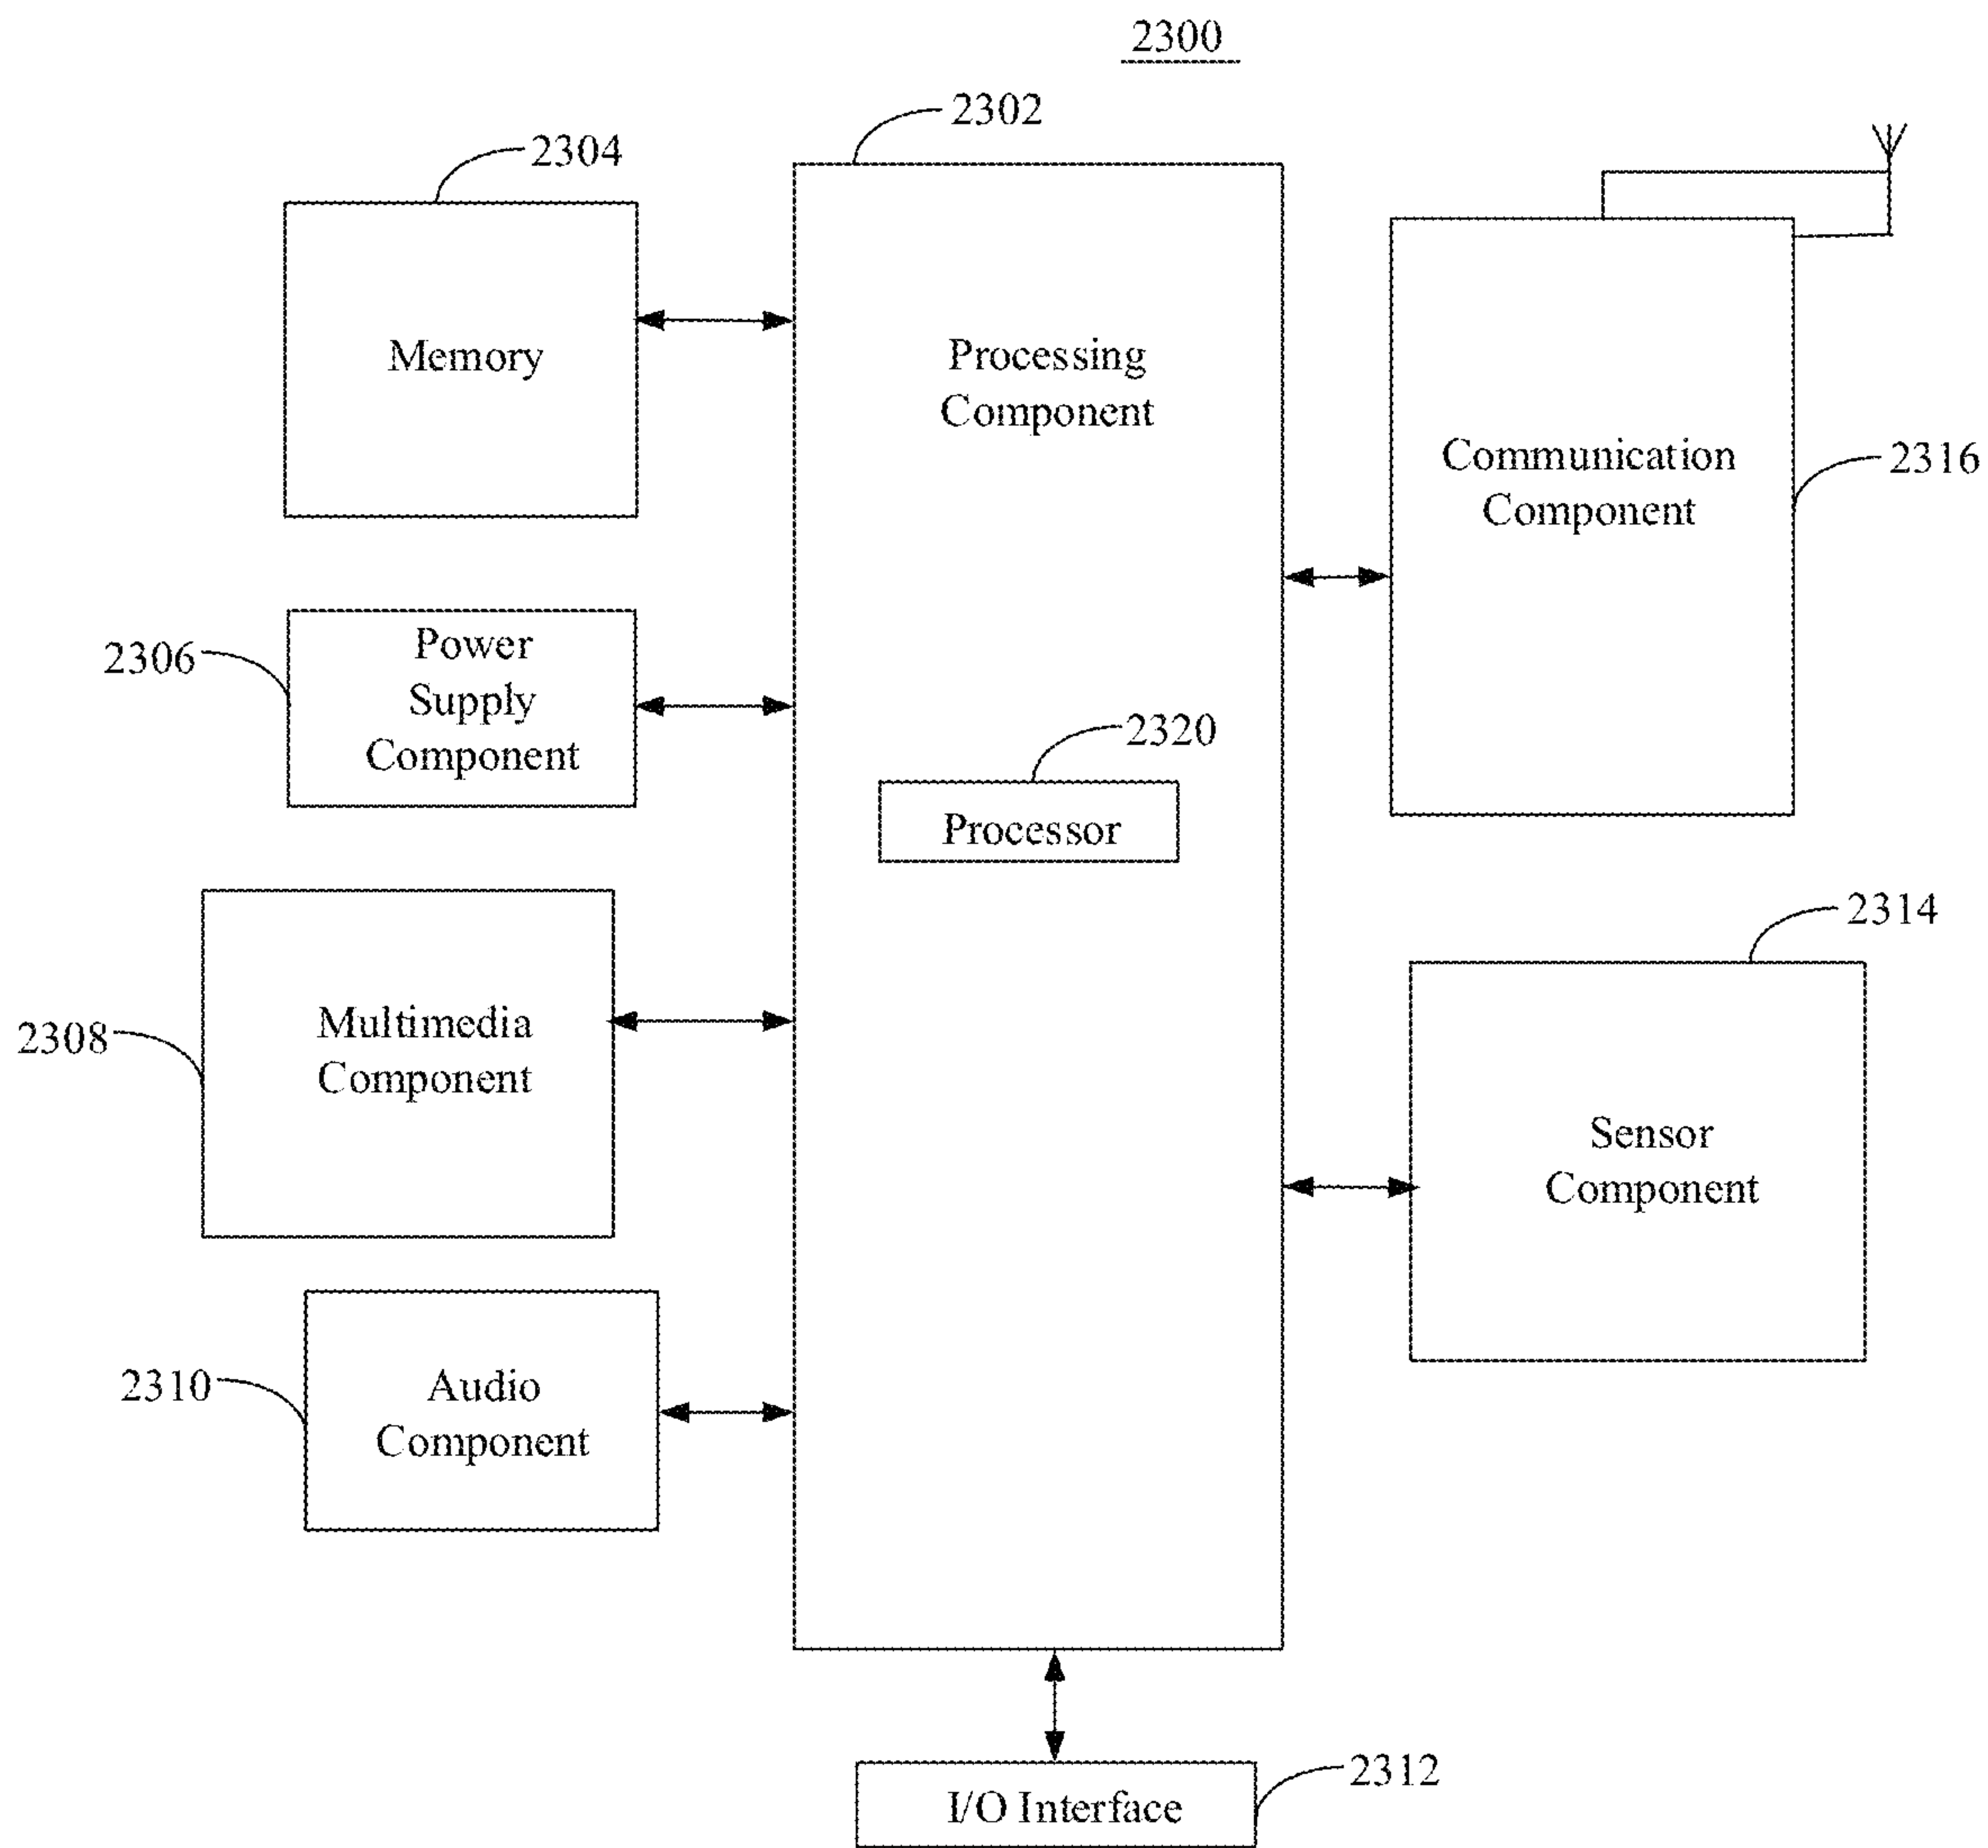 2300
2302
2304
Memory
Processing
Component
Communication
Component
2316
2306
Power
Supply
Component
2320
Processor
2314
2308
Multimedia
Component
Sensor
Component
2310
Audio
Component
2312
I/O Interface